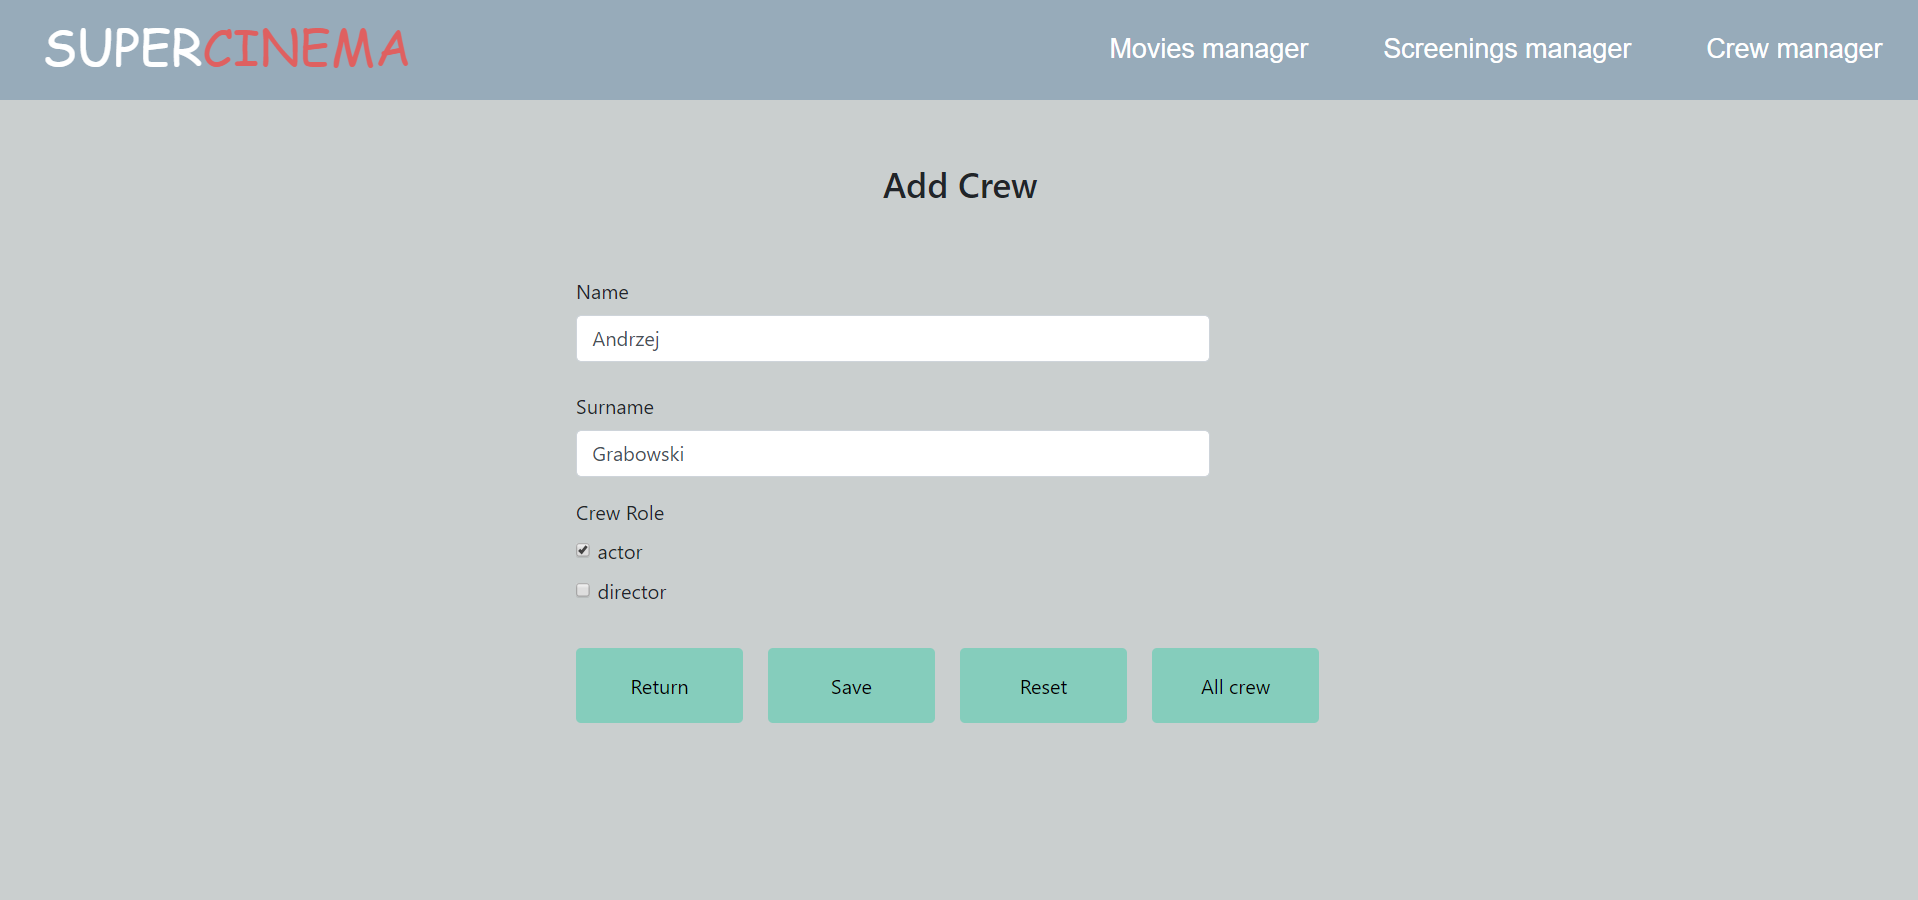 SUPERCINEMA Movies manager Screenings manager Crew manager
Add Crew
Name
Andrzej
Surname
Grabowski
Crew Role
actor
director
Return Save Reset All crew